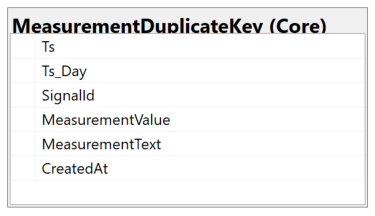 MeasurementDuplicateKey (Core)
Ts
Ts_Day
SignalId
MeasurementValue
MeasurementText
CreatedAt